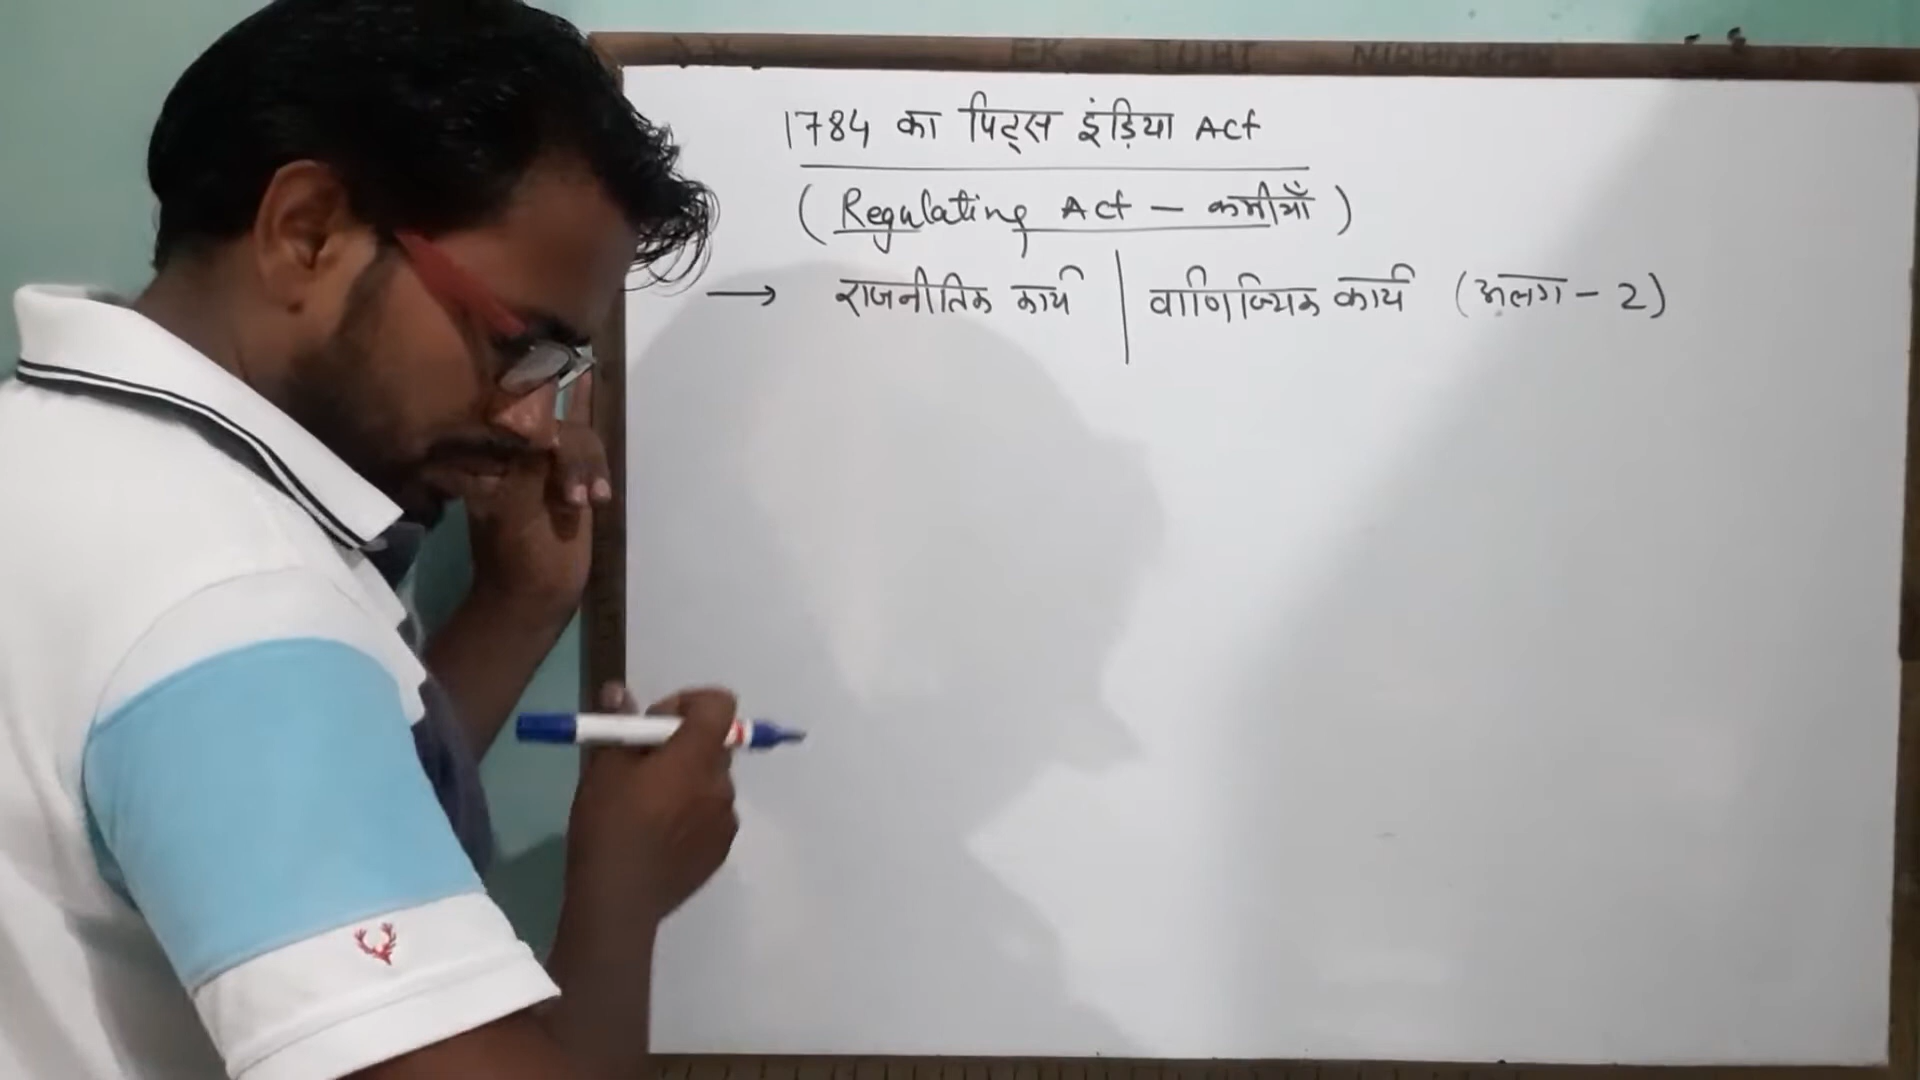 1784 का पिट्स इंड़िया Act
(Regulating Act - कमीयाँ)
→ राजनीतिक कार्य | वाणिज्यिक कार्य (अलग - 2)